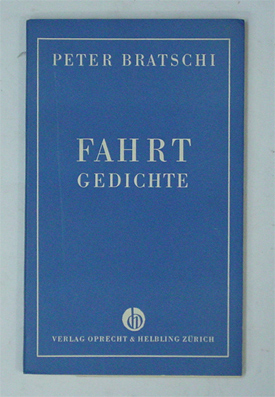 PETER BRATSCHI
FAHRT
GEDICHTE
VERLAG OPRECHT & HELBLING ZÜRICH